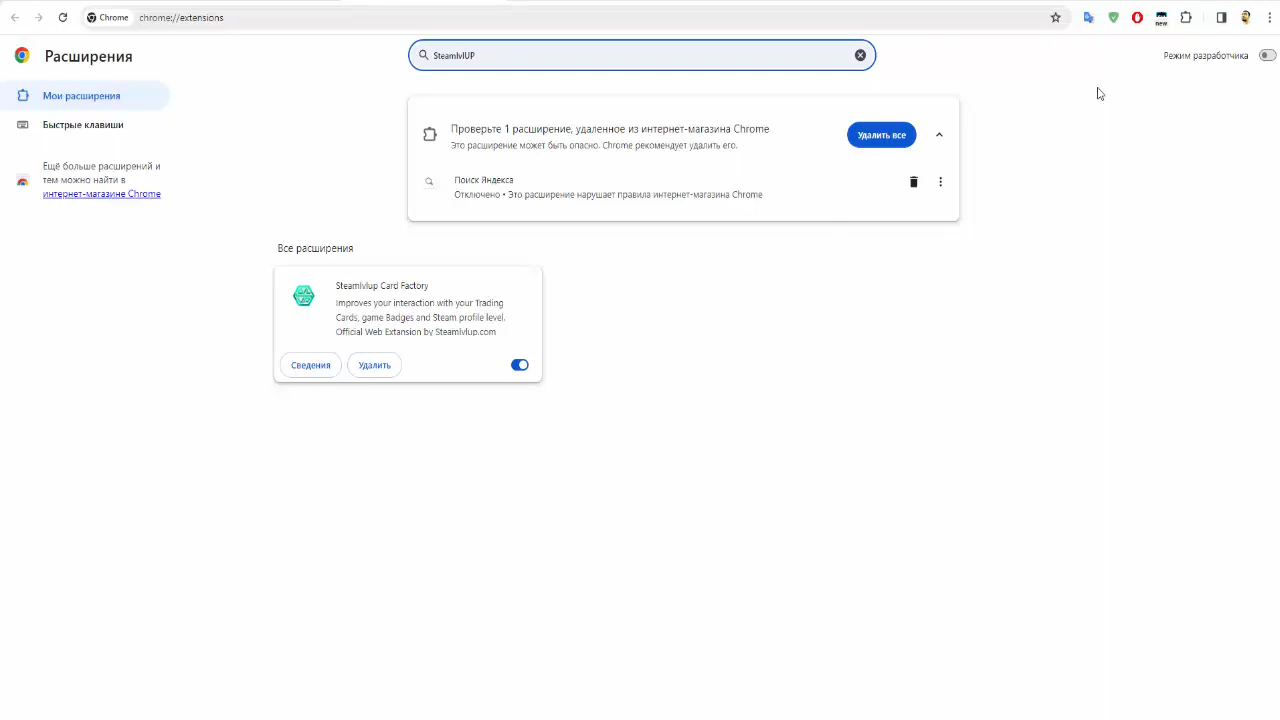 Chrome
chrome://extensions
new
Расширения
SteamlvlUP
Режим разработчика
Мои расширения
Быстрые клавиши
Ещё больше расширений и
тем можно найти в
интернет-магазине Chrome
Проверьте 1 расширение, удаленное из интернет-магазина Chrome
Это расширение может быть опасно. Chrome рекомендует удалить его.
Удалить все
Поиск Яндекса
Отключено • Это расширение нарушает правила интернет-магазина Chrome
Все расширения
Steamlvlup Card Factory
Improves your interaction with your Trading
Cards, game Badges and Steam profile level.
Official Web Extansion by Steamlvlup.com
Сведения
Удалить